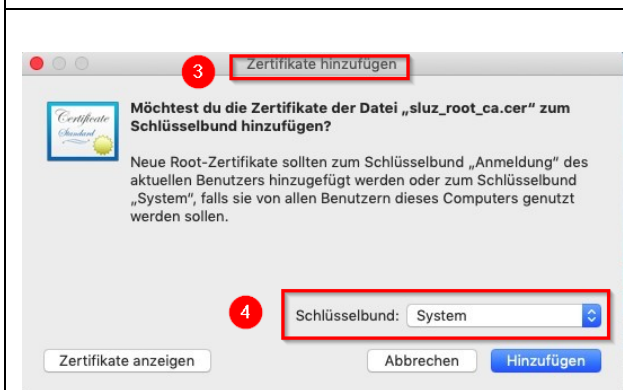 3
Zertifikate hinzufügen
Certificate
Standard
Möchtest du die Zertifikate der Datei „sluz_root_ca.cer“ zum
Schlüsselbund hinzufügen?
Neue Root-Zertifikate sollten zum Schlüsselbund „Anmeldung“ des
aktuellen Benutzers hinzugefügt werden oder zum Schlüsselbund
„System“, falls sie von allen Benutzern dieses Computers genutzt
werden sollen.
4
Schlüsselbund: System
Zertifikate anzeigen Abbrechen Hinzufügen